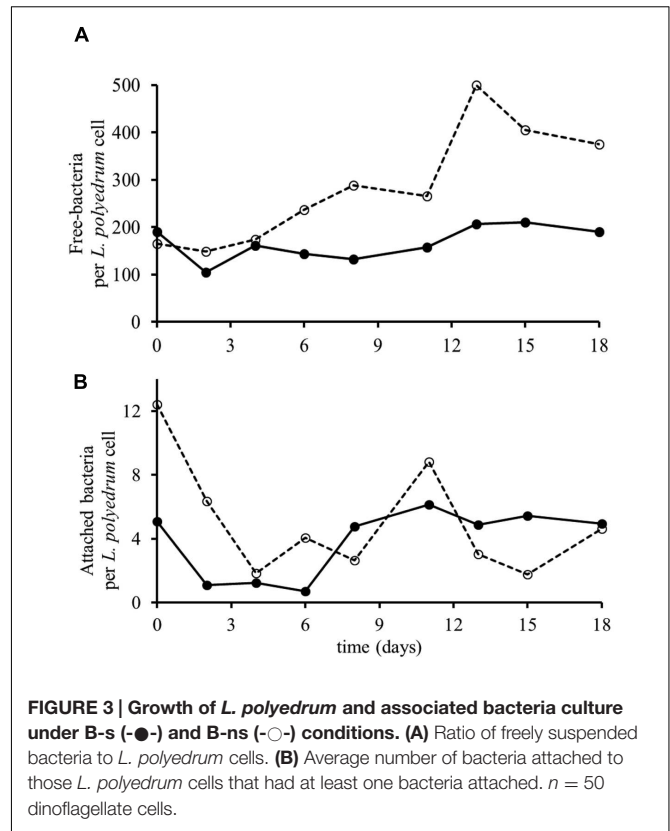 A
500
400
300
200
100
0
Free-bacteria
per L. polyedrum cell
0 3 6 9 12 15 18
B
12
8
4
0
Attached bacteria
per L. polyedrum cell
0 3 6 9 12 15 18
time (days)
FIGURE 3 | Growth of L. polyedrum and associated bacteria culture
under B-s (-●-) and B-ns (-○-) conditions. (A) Ratio of freely suspended
bacteria to L. polyedrum cells. (B) Average number of bacteria attached to
those L. polyedrum cells that had at least one bacteria attached. n = 50
dinoflagellate cells.